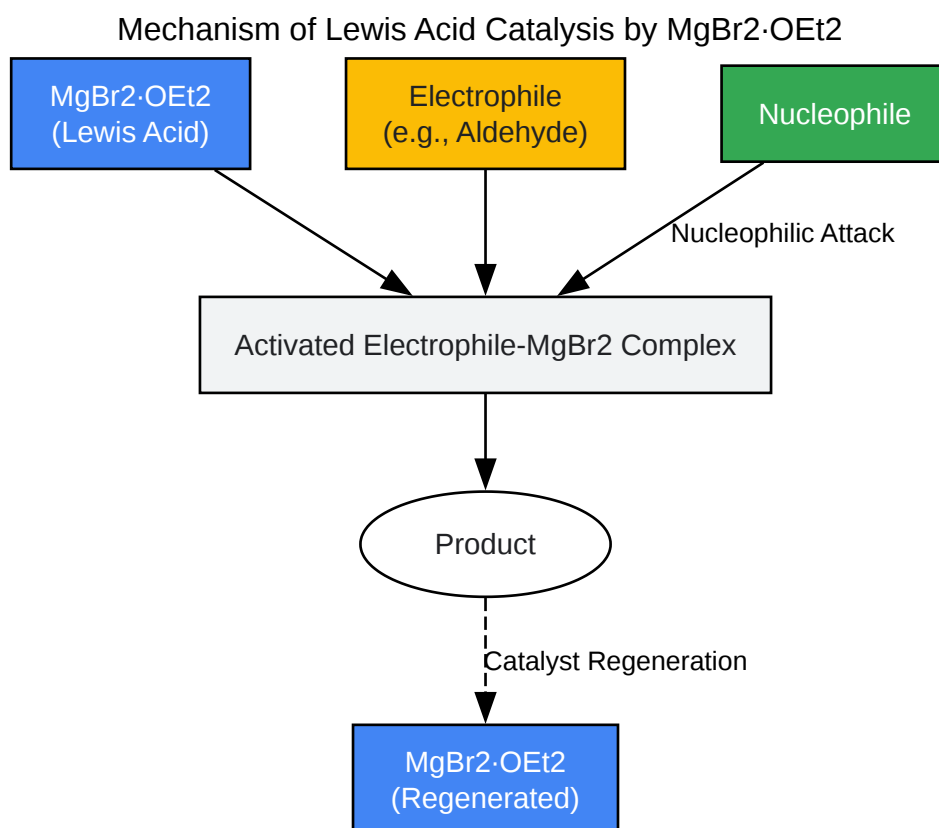 Mechanism of Lewis Acid Catalysis by MgBr2·OEt2
MgBr2·OEt2
(Lewis Acid)
Electrophile
(e.g., Aldehyde)
Nucleophile
Nucleophilic Attack
Activated Electrophile-MgBr2 Complex
Product
Catalyst Regeneration
MgBr2·OEt2
(Regenerated)